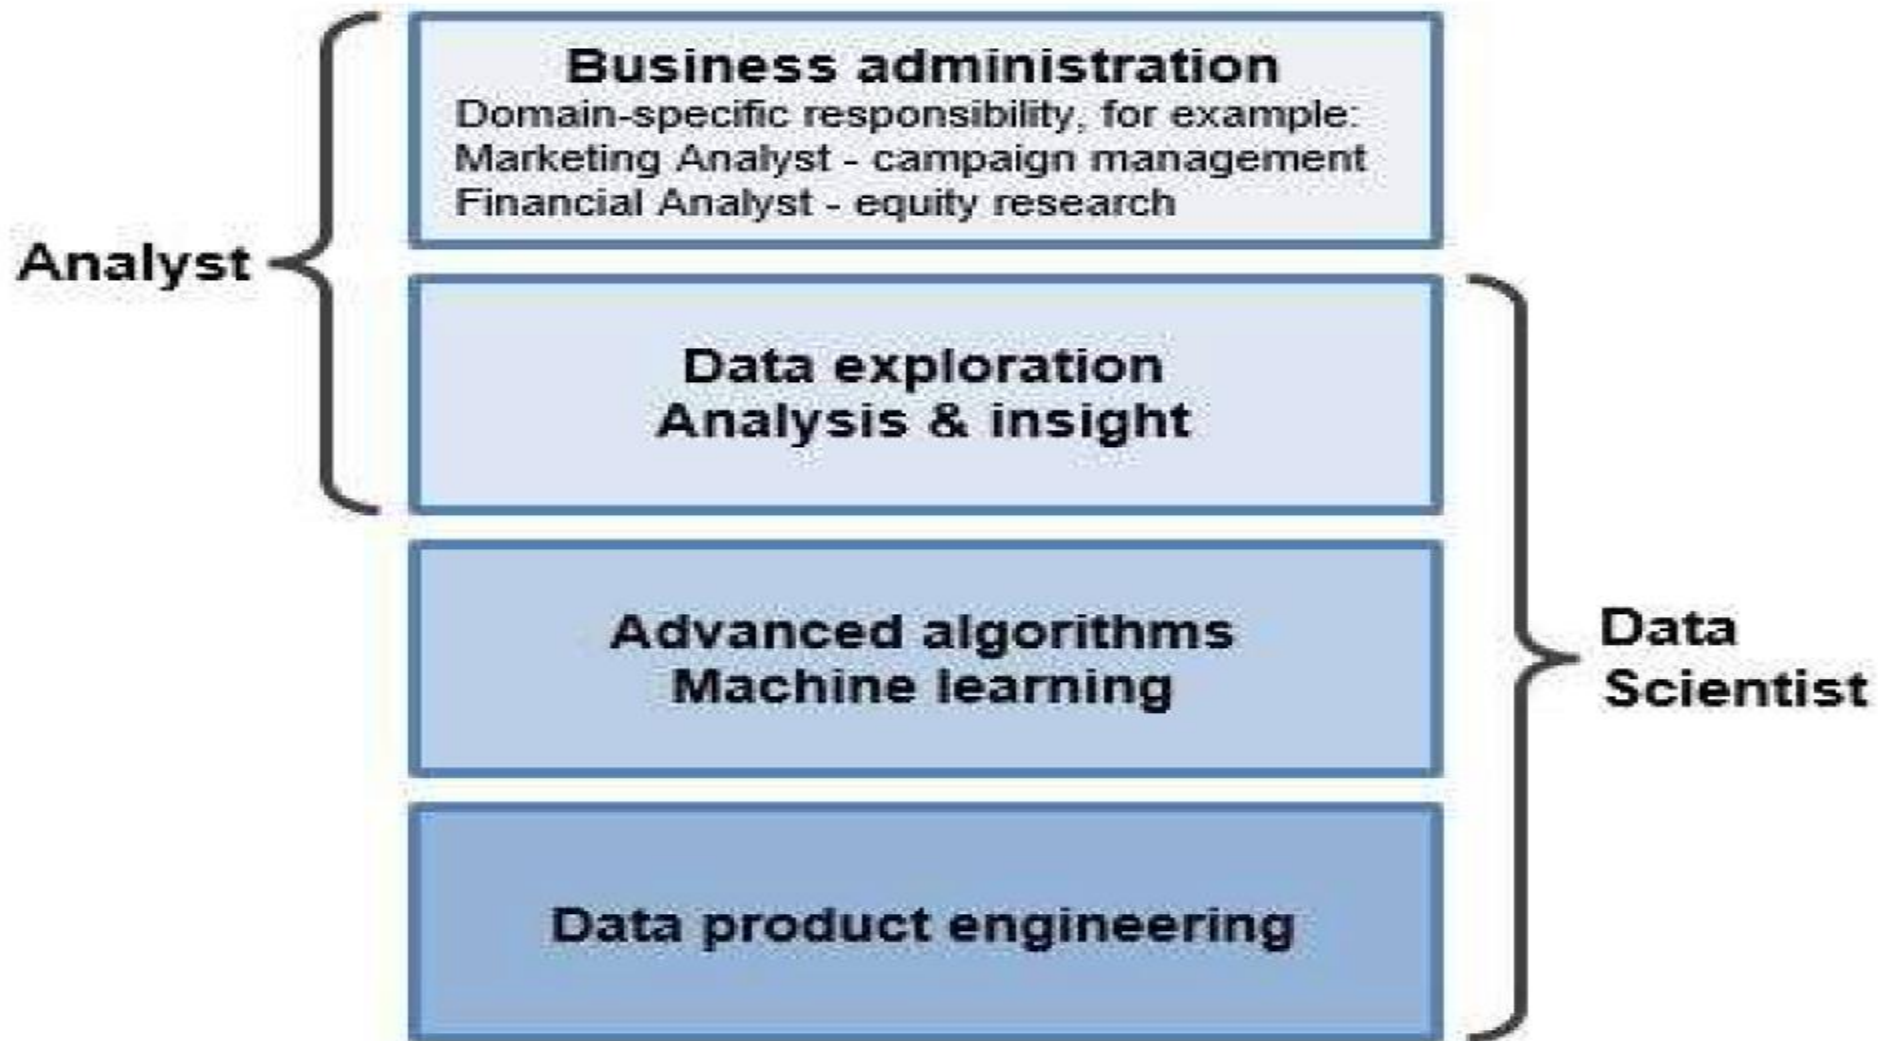 Business administration
Domain-specific responsibility, for example:
Marketing Analyst - campaign management
Financial Analyst - equity research
Analyst
Data exploration
Analysis & insight
Advanced algorithms
Machine learning
Data
Scientist
Data product engineering